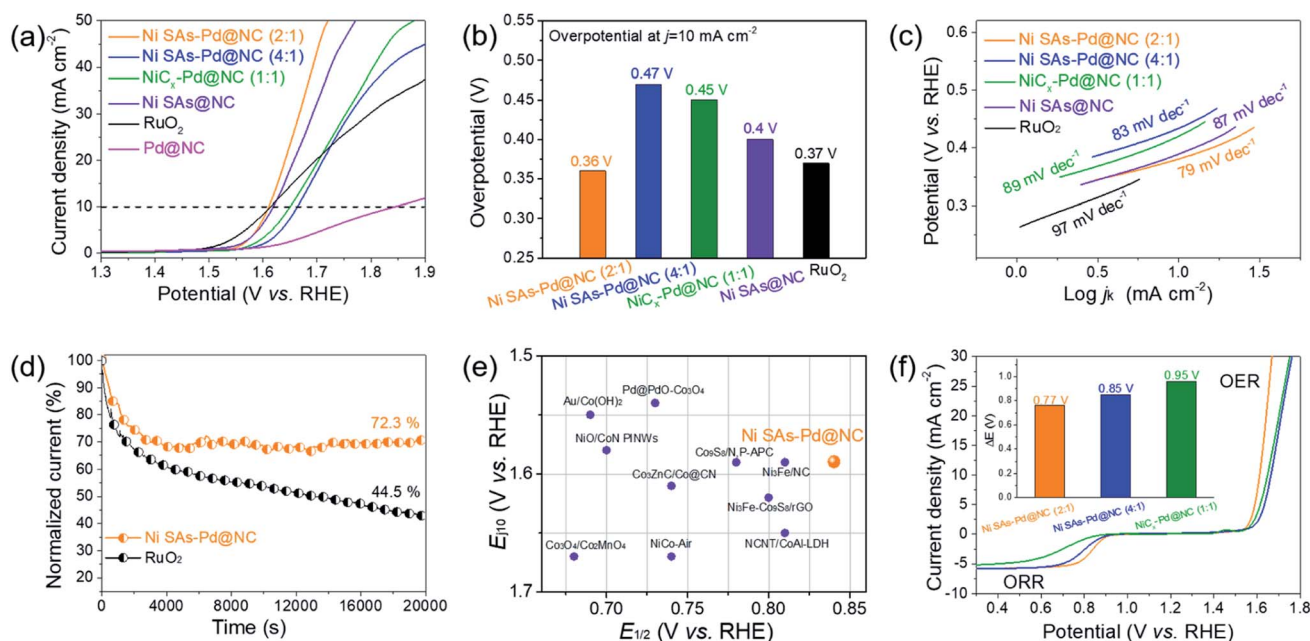 (a)
Ni SAs-Pd@NC (2:1)
Ni SAs-Pd@NC (4:1)
NiCₓ-Pd@NC (1:1)
Ni SAs@NC
RuO₂
Pd@NC
Current density (mA cm⁻²)
50
40
30
20
10
0
1.3 1.4 1.5 1.6 1.7 1.8 1.9
Potential (V vs. RHE)
(b)
Overpotential at j=10 mA cm⁻²
Overpotential (V)
0.55
0.50
0.45
0.40
0.35
0.30
0.25
0.36 V
0.47 V
0.45 V
0.4 V
0.37 V
Ni SAs-Pd@NC (2:1)
Ni SAs-Pd@NC (4:1)
NiCₓ-Pd@NC (1:1)
Ni SAs@NC
RuO₂
(c)
Ni SAs-Pd@NC (2:1)
Ni SAs-Pd@NC (4:1)
NiCₓ-Pd@NC (1:1)
Ni SAs@NC
RuO₂
Potential (V vs. RHE)
0.6
0.5
0.4
0.3
83 mV dec⁻¹
87 mV dec⁻¹
89 mV dec⁻¹
79 mV dec⁻¹
97 mV dec⁻¹
0.0 0.5 1.0 1.5
Log jₖ (mA cm⁻²)
(d)
Normalized current (%)
100
90
80
70
60
50
40
30
20
72.3 %
44.5 %
Ni SAs-Pd@NC
RuO₂
0 4000 8000 12000 16000 20000
Time (s)
(e)
Ej10 (V vs. RHE)
1.5
1.6
1.7
Pd@PdO-Co₃O₄
Au/Co(OH)₂
NiO/CoN PINWs
Ni SAs-Pd@NC
Co₉S₈/N,P-APC
Co₃ZnC/Co@CN
Ni₃Fe/NC
Ni₃Fe-Co₉S₈/rGO
Co₃O₄/Co₂MnO₄
NiCo-Air
NCNT/CoAl-LDH
0.70 0.75 0.80 0.85
E1/2 (V vs. RHE)
(f)
Current density (mA cm⁻²)
30
25
20
15
10
5
0
-5
-10
ΔE (V)
1.0
0.8
0.6
0.4
0.2
0.0
0.77 V
0.85 V
0.95 V
Ni SAs-Pd@NC (2:1)
Ni SAs-Pd@NC (4:1)
NiCₓ-Pd@NC (1:1)
OER
ORR
0.4 0.6 0.8 1.0 1.2 1.4 1.6 1.8
Potential (V vs. RHE)